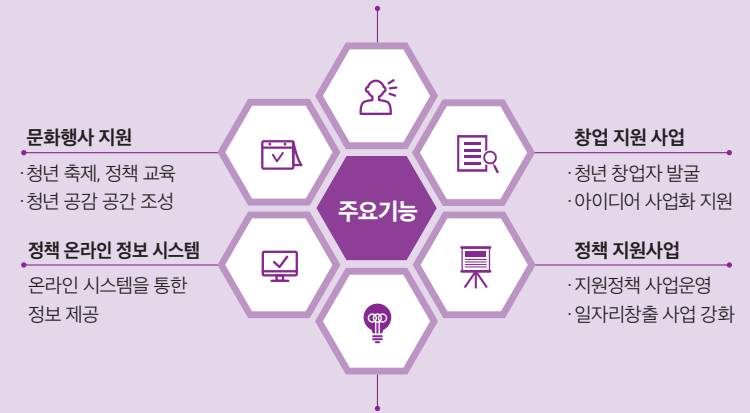 문화행사 지원
· 청년 축제, 정책 교육
· 청년 공감 공간 조성
정책 온라인 정보 시스템
온라인 시스템을 통한
정보 제공
주요기능
창업 지원 사업
· 청년 창업자 발굴
· 아이디어 사업화 지원
정책 지원사업
· 지원정책 사업운영
· 일자리창출 사업 강화